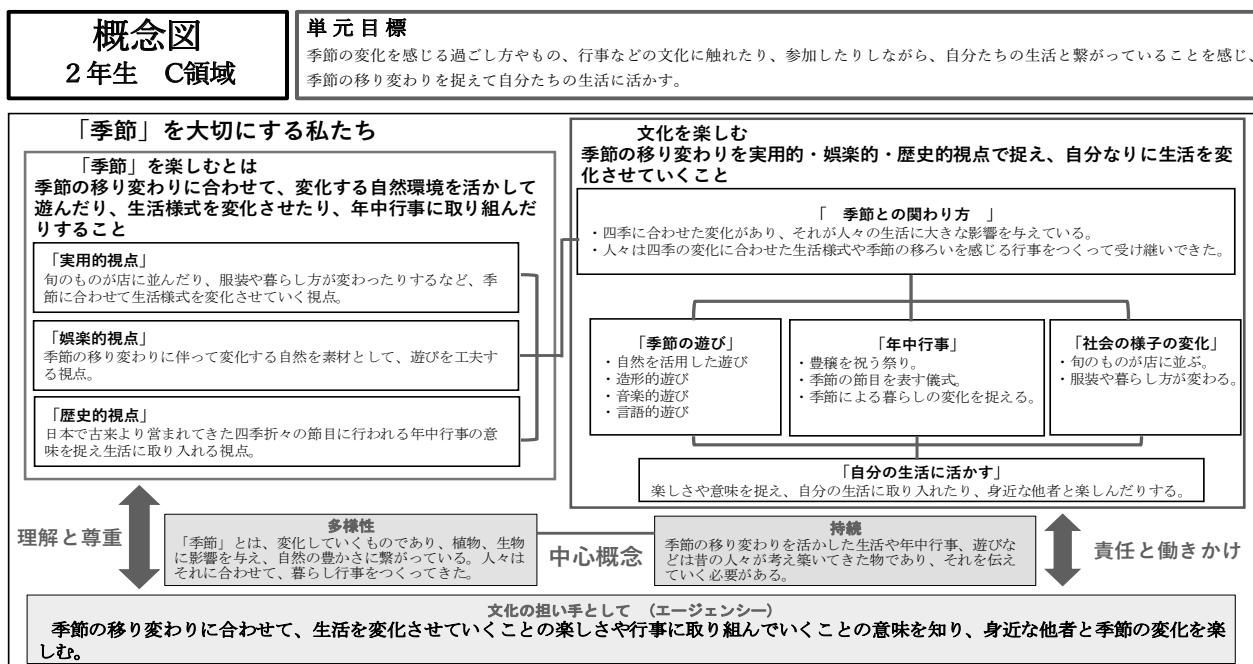 概念図
2年生 C領域
単元目標
季節の変化を感じる過ごし方やもの、行事などの文化に触れたり、参加したりしながら、自分たちの生活と繋がっていることを感じ、
季節の移り変わりを捉えて自分たちの生活に活かす。
「季節」を大切にする私たち
「季節」を楽しむとは
季節の移り変わりに合わせて、変化する自然環境を活かして
遊んだり、生活様式を変化させたり、年中行事に取り組んだ
りすること
「実用的視点」
旬のものが店に並んだり、服装や暮らし方が変わったりするなど、季
節に合わせて生活様式を変化させていく視点。
「娯楽的視点」
季節の移り変わりに伴って変化する自然を素材として、遊びを工夫す
る視点。
「歴史的視点」
日本で古来より営まれてきた四季折々の節目に行われる年中行事の意
味を捉え生活に取り入れる視点。
文化を楽しむ
季節の移り変わりを実用的・娯楽的・歴史的視点で捉え、自分なりに生活を変
化させていくこと
「 季節との関わり方 」
・四季に合わせた変化があり、それが人々の生活に大きな影響を与えている。
・人々は四季の変化に合わせた生活様式や季節の移ろいを感じる行事をつくって受け継いできた。
「季節の遊び」
・自然を活用した遊び
・造形的遊び
・音楽的遊び
・言語的遊び
「年中行事」
・豊穣を祝う祭り。
・季節の節目を表す儀式。
・季節による暮らしの変化を捉える。
「社会の様子の変化」
・旬のものが店に並ぶ。
・服装や暮らし方が変わる。
「自分の生活に活かす」
楽しさや意味を捉え、自分の生活に取り入れたり、身近な他者と楽しんだりする。
理解と尊重
多様性
「季節」とは、変化していくものであり、植物、生物
に影響を与え、自然の豊かさに繋がっている。人々は
それに合わせて、暮らし行事をつくってきた。
中心概念
持続
季節の移り変わりを活かした生活や年中行事、遊びな
どは昔の人々が考え築いてきた物であり、それを伝え
ていく必要がある。
責任と働きかけ
文化の担い手として (エージェンシー)
季節の移り変わりに合わせて、生活を変化させていくことの楽しさや行事に取り組んでいくことの意味を知り、身近な他者と季節の変化を楽
しむ。